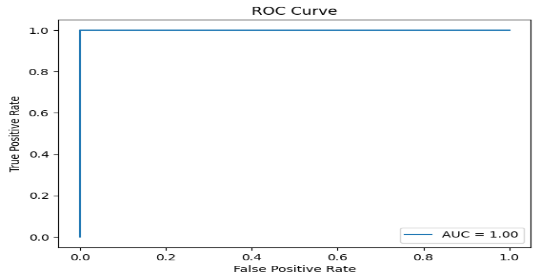 ROC Curve
True Positive Rate
1.0
0.8
0.6
0.4
0.2
0.0
AUC = 1.00
0.0 0.2 0.4 0.6 0.8 1.0
False Positive Rate